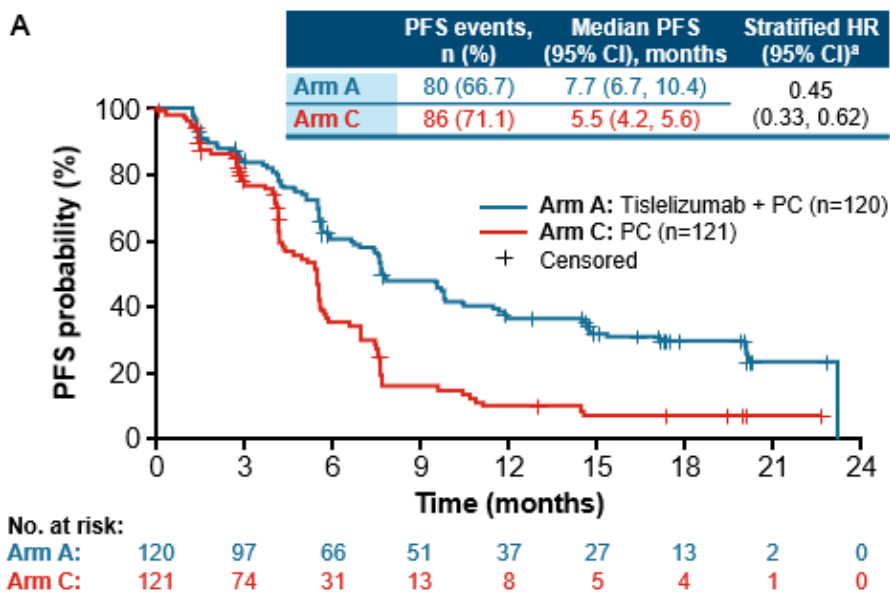 A
PFS events, n (%) Median PFS (95% CI), months Stratified HR (95% CI)ª
Arm A 80 (66.7) 7.7 (6.7, 10.4) 0.45 (0.33, 0.62)
Arm C 86 (71.1) 5.5 (4.2, 5.6)
Arm A: Tislelizumab + PC (n=120)
Arm C: PC (n=121)
Censored
PFS probability (%)
100
80
60
40
20
0
0 3 6 9 12 15 18 21 24
Time (months)
No. at risk:
Arm A: 120 97 66 51 37 27 13 2 0
Arm C: 121 74 31 13 8 5 4 1 0